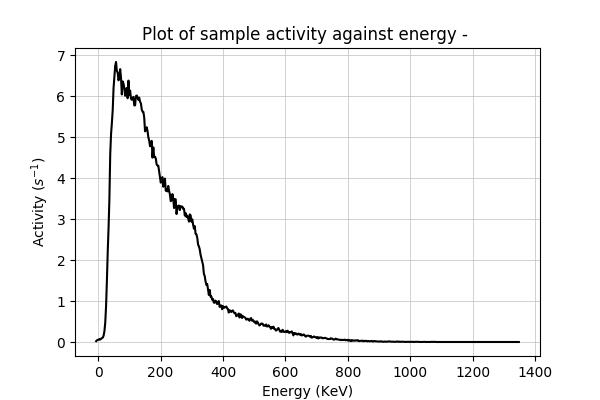 Plot of sample activity against energy -
7
6
5
4
3
2
1
0
Activity (s⁻¹)
0 200 400 600 800 1000 1200 1400
Energy (KeV)